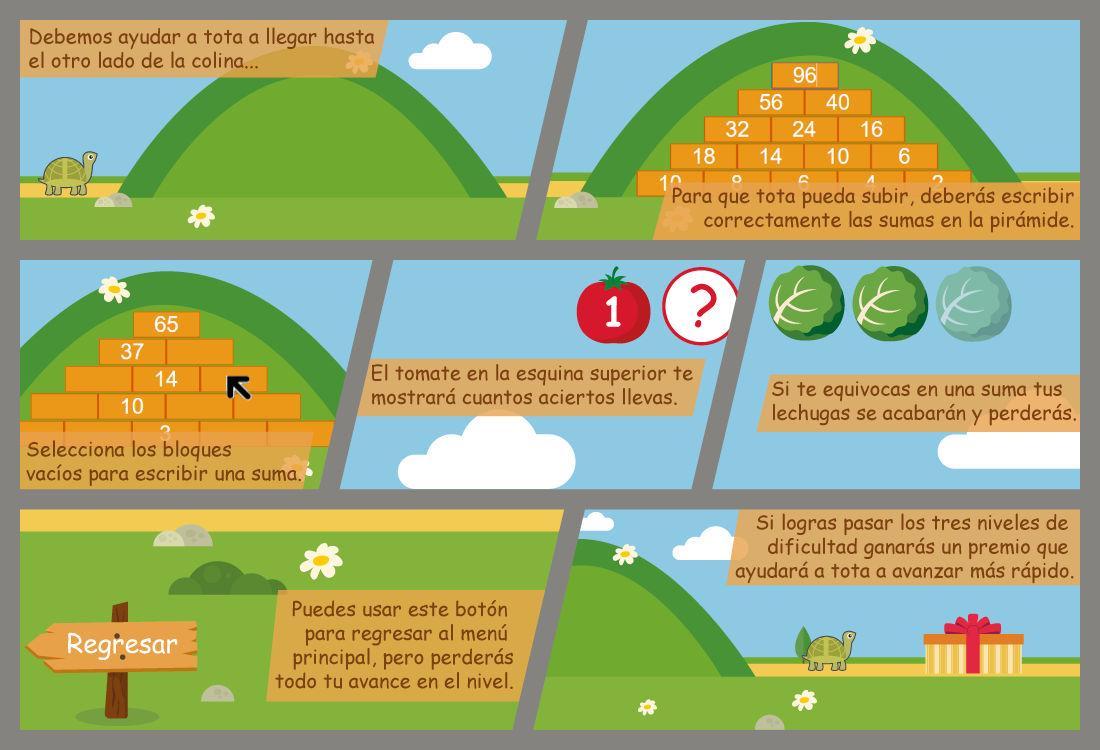 Debemos ayudar a tota a llegar hasta
el otro lado de la colina...
96
56 40
32 24 16
18 14 10 6
10 8 6 4 2
Para que tota pueda subir, deberás escribir
correctamente las sumas en la pirámide.
65
37
14
10
3
Selecciona los bloques
vacíos para escribir una suma.
1 ?
El tomate en la esquina superior te
mostrará cuantos aciertos llevas.
Si te equivocas en una suma tus
lechugas se acabarán y perderás.
Regresar
Puedes usar este botón
para regresar al menú
principal, pero perderás
todo tu avance en el nivel.
Si logras pasar los tres niveles de
dificultad ganarás un premio que
ayudará a tota a avanzar más rápido.